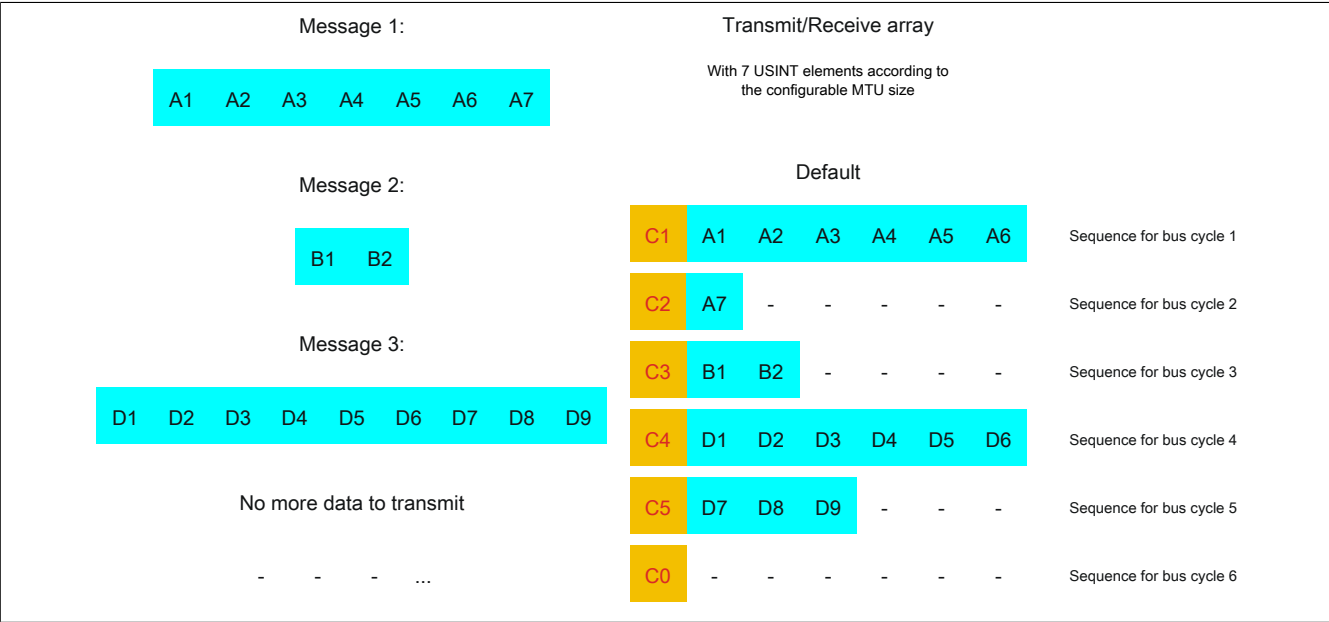 Message 1:
A1 A2 A3 A4 A5 A6 A7
Message 2:
B1 B2
Message 3:
D1 D2 D3 D4 D5 D6 D7 D8 D9
No more data to transmit
- - - ...
Transmit/Receive array
With 7 USINT elements according to
the configurable MTU size
Default
C1 A1 A2 A3 A4 A5 A6 Sequence for bus cycle 1
C2 A7 - - - - - Sequence for bus cycle 2
C3 B1 B2 - - - - Sequence for bus cycle 3
C4 D1 D2 D3 D4 D5 D6 Sequence for bus cycle 4
C5 D7 D8 D9 - - - Sequence for bus cycle 5
C0 - - - - - - Sequence for bus cycle 6